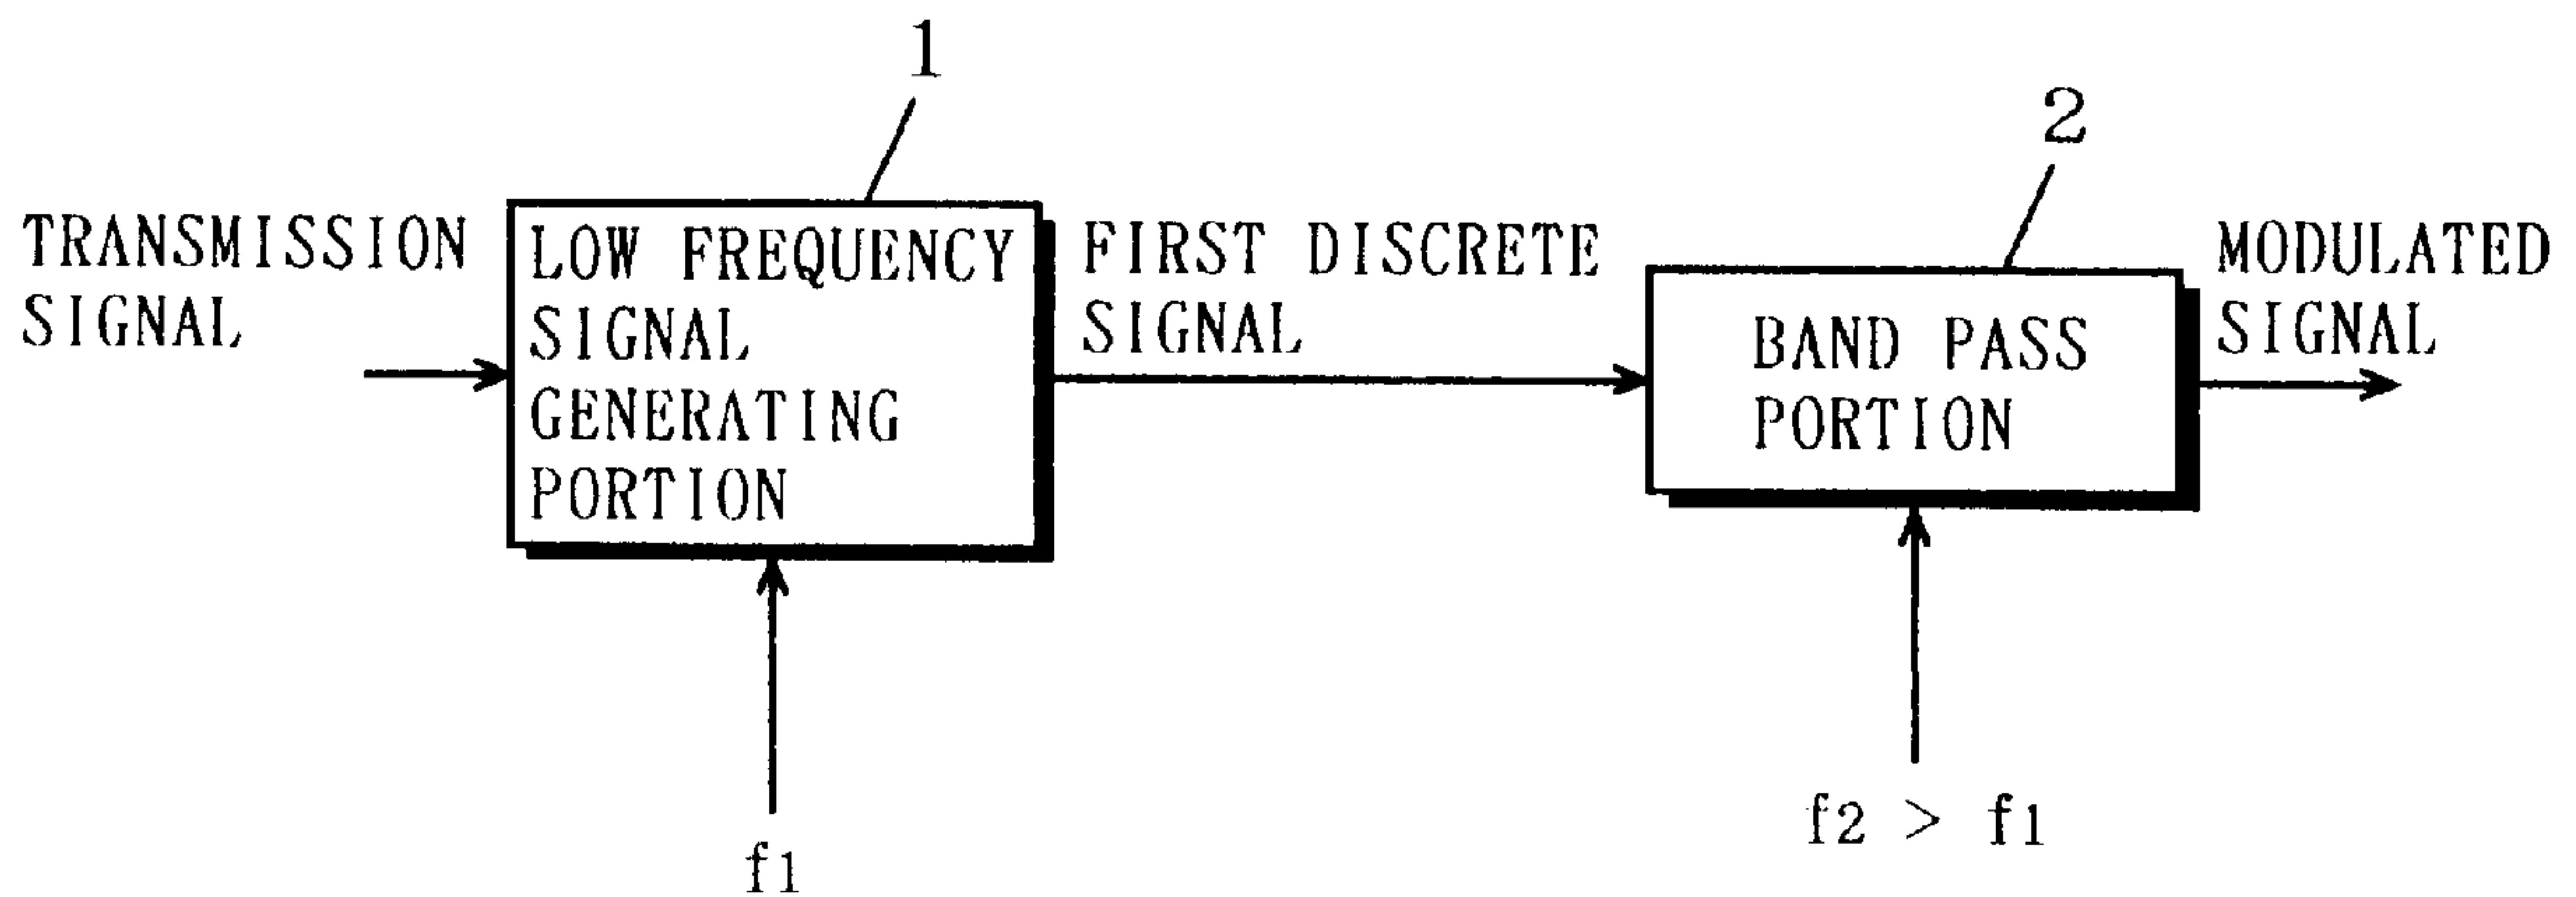 1
2
TRANSMISSION
SIGNAL
LOW FREQUENCY
SIGNAL
GENERATING
PORTION
FIRST DISCRETE
SIGNAL
BAND PASS
PORTION
MODULATED
SIGNAL
f1
f2 > f1